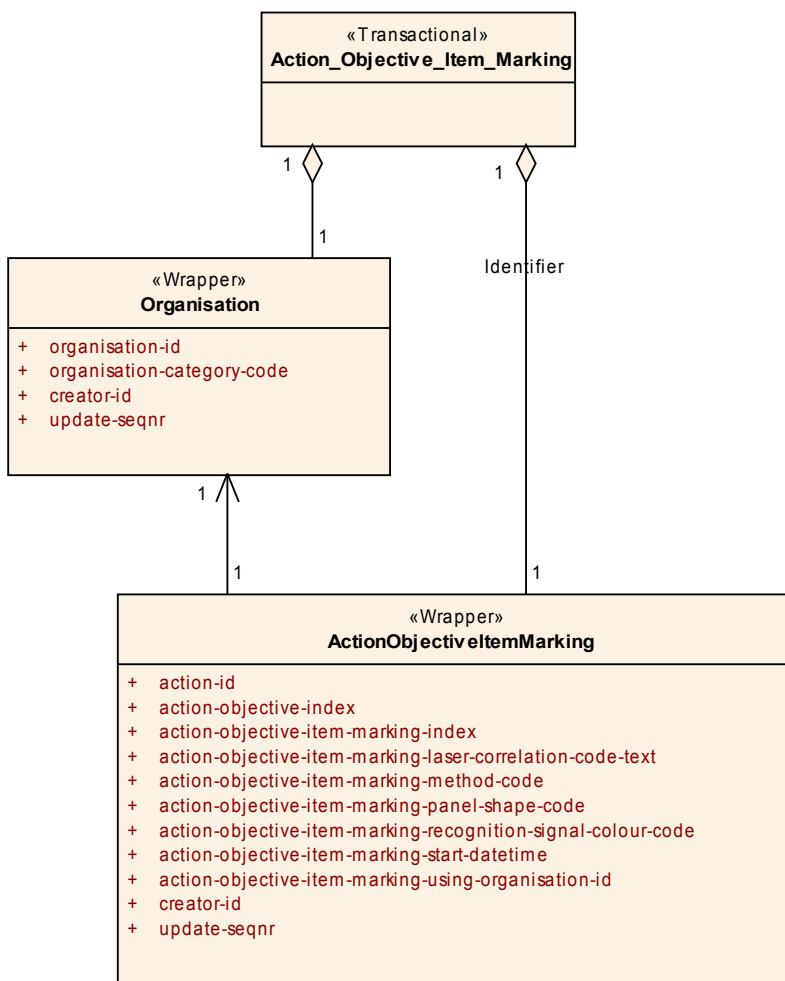 «Transactional»
Action_Objective_Item_Marking
1
1
1
Identifier
«Wrapper»
Organisation
+ organisation-id
+ organisation-category-code
+ creator-id
+ update-seqnr
1
1
1
«Wrapper»
ActionObjectiveItemMarking
+ action-id
+ action-objective-index
+ action-objective-item-marking-index
+ action-objective-item-marking-laser-correlation-code-text
+ action-objective-item-marking-method-code
+ action-objective-item-marking-panel-shape-code
+ action-objective-item-marking-recognition-signal-colour-code
+ action-objective-item-marking-start-datetime
+ action-objective-item-marking-using-organisation-id
+ creator-id
+ update-seqnr